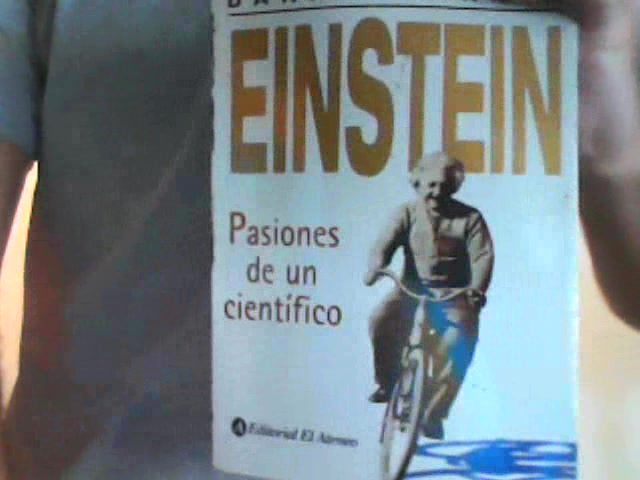 EINSTEIN
Pasiones
de un
científico
Editorial El Ateneo